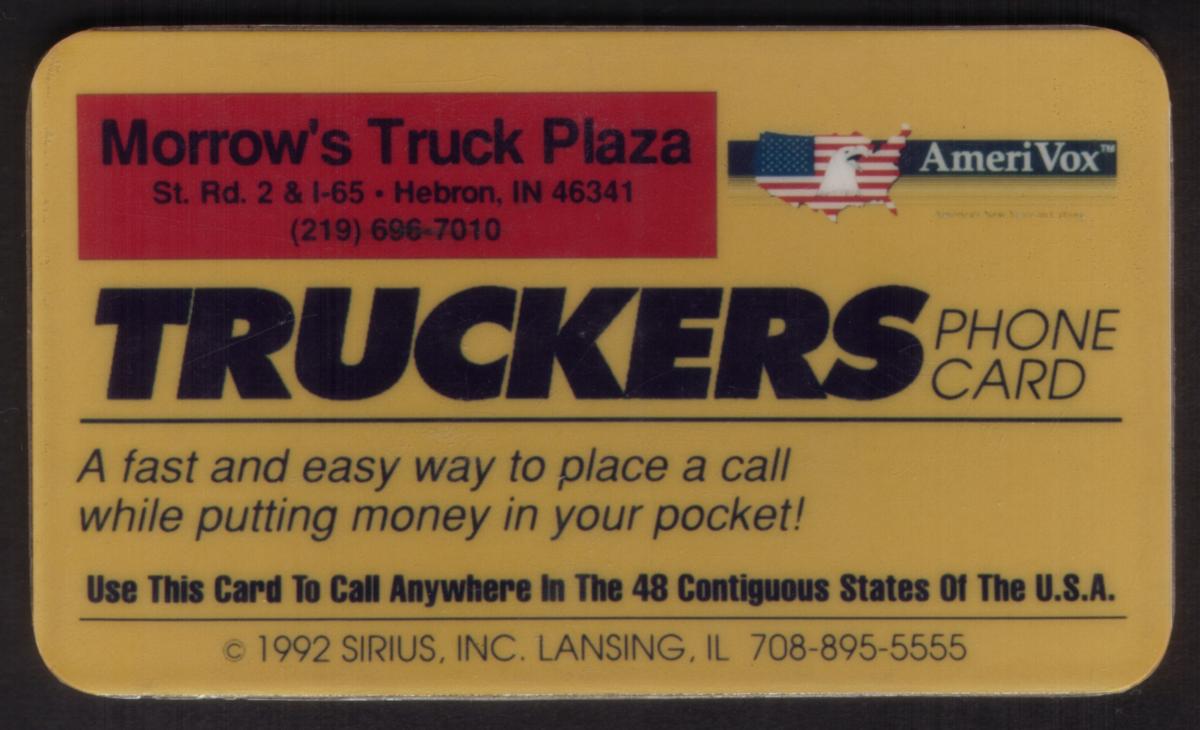 Morrow's Truck Plaza
St. Rd. 2 & I-65 • Hebron, IN 46341
(219) 696-7010
AmeriVox™
TRUCKERS PHONE CARD
A fast and easy way to place a call
while putting money in your pocket!
Use This Card To Call Anywhere In The 48 Contiguous States Of The U.S.A.
© 1992 SIRIUS, INC. LANSING, IL 708-895-5555